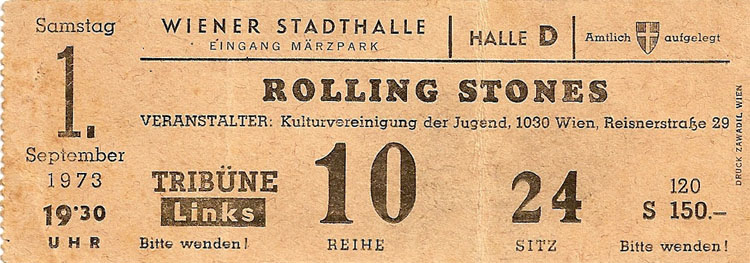 Samstag
1.
September
1973
19·30
UHR
WIENER STADTHALLE
EINGANG MÄRZPARK
HALLE D
Amtlich aufgelegt
ROLLING STONES
VERANSTALTER: Kulturvereinigung der Jugend, 1030 Wien, Reisnerstraße 29
TRIBÜNE
Links
Bitte wenden!
10
REIHE
24
SITZ
120
S 150.—
Bitte wenden!
DRUCK ZAWADIL WIEN